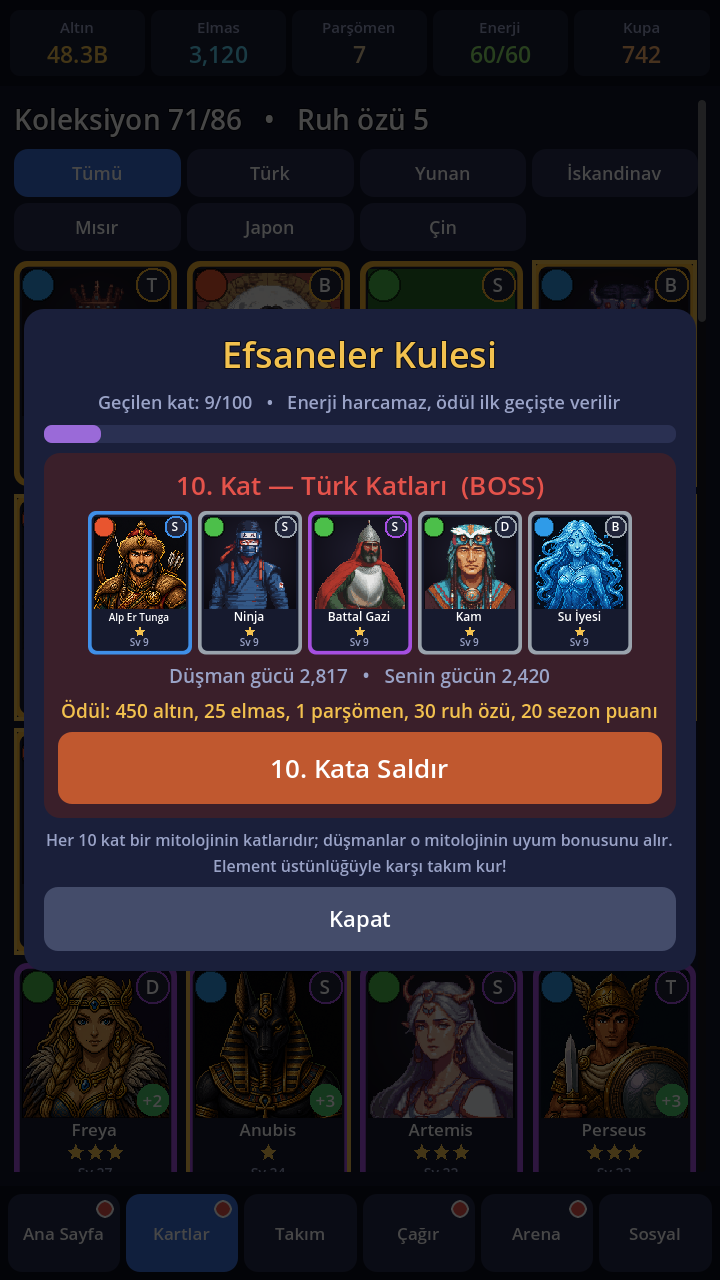 Altın Elmas Parşömen Enerji Kupa
48.3B 3,120 7 60/60 742
Koleksiyon 71/86 • Ruh özü 5
Tümü Türk Yunan İskandinav
Mısır Japon Çin
T B S B
Efsaneler Kulesi
Geçilen kat: 9/100 • Enerji harcamaz, ödül ilk geçişte verilir
10. Kat — Türk Katları (BOSS)
S S S D B
Alp Er Tunga Ninja Battal Gazi Kam Su İyesi
Sv 9 Sv 9 Sv 9 Sv 9 Sv 9
Düşman gücü 2,817 • Senin gücün 2,420
Ödül: 450 altın, 25 elmas, 1 parşömen, 30 ruh özü, 20 sezon puanı
10. Kata Saldır
Her 10 kat bir mitolojinin katlarıdır; düşmanlar o mitolojinin uyum bonusunu alır.
Element üstünlüğüyle karşı takım kur!
Kapat
D S S T
+2 +3 +3
Freya Anubis Artemis Perseus
Ana Sayfa Kartlar Takım Çağır Arena Sosyal